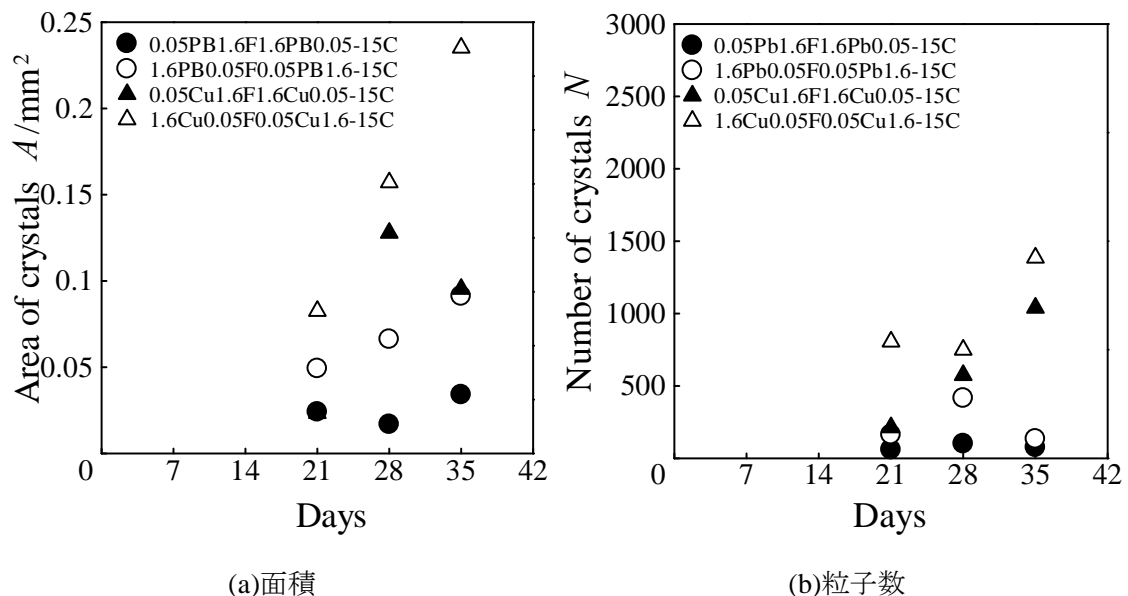 0.25
0.2
0.15
0.1
0.05
0
7
14
21
28
35
42
Area of crystals A/mm²
Days
0.05PB1.6F1.6PB0.05-15C
1.6PB0.05F0.05PB1.6-15C
0.05Cu1.6F1.6Cu0.05-15C
1.6Cu0.05F0.05Cu1.6-15C
(a)面積
3000
2500
2000
1500
1000
500
0
7
14
21
28
35
42
Number of crystals N
Days
0.05Pb1.6F1.6Pb0.05-15C
1.6Pb0.05F0.05Pb1.6-15C
0.05Cu1.6F1.6Cu0.05-15C
1.6Cu0.05F0.05Cu1.6-15C
(b)粒子数